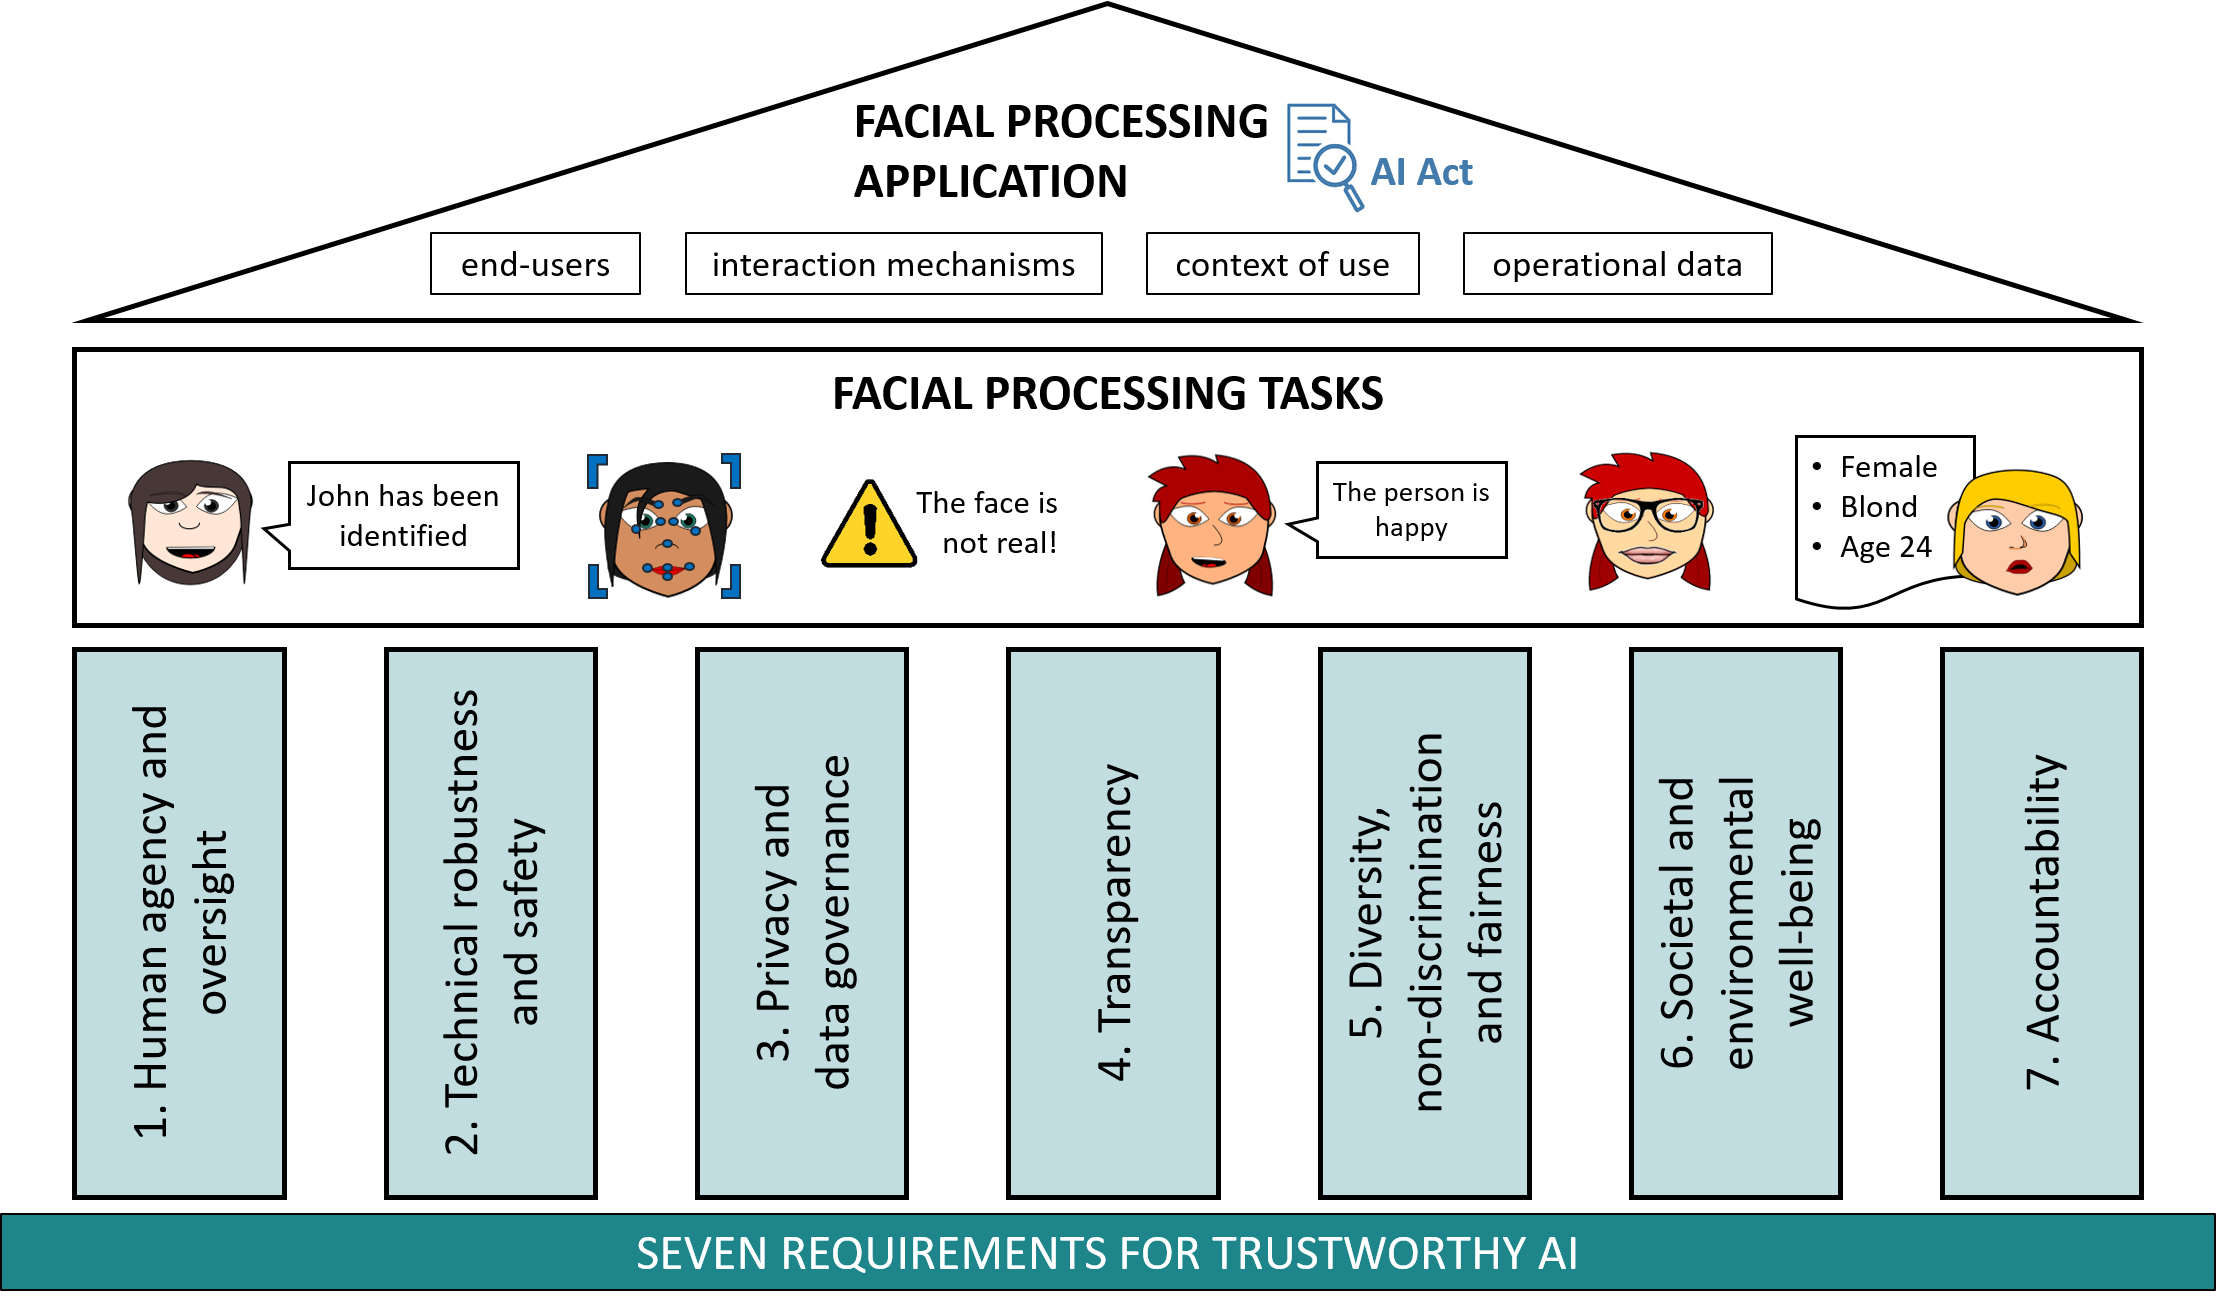 FACIAL PROCESSING
APPLICATION
AI Act
end-users
interaction mechanisms
context of use
operational data
FACIAL PROCESSING TASKS
John has been
identified
The face is
not real!
The person is
happy
• Female
• Blond
• Age 24
1. Human agency and
oversight
2. Technical robustness
and safety
3. Privacy and
data governance
4. Transparency
5. Diversity,
non-discrimination
and fairness
6. Societal and
environmental
well-being
7. Accountability
SEVEN REQUIREMENTS FOR TRUSTWORTHY AI